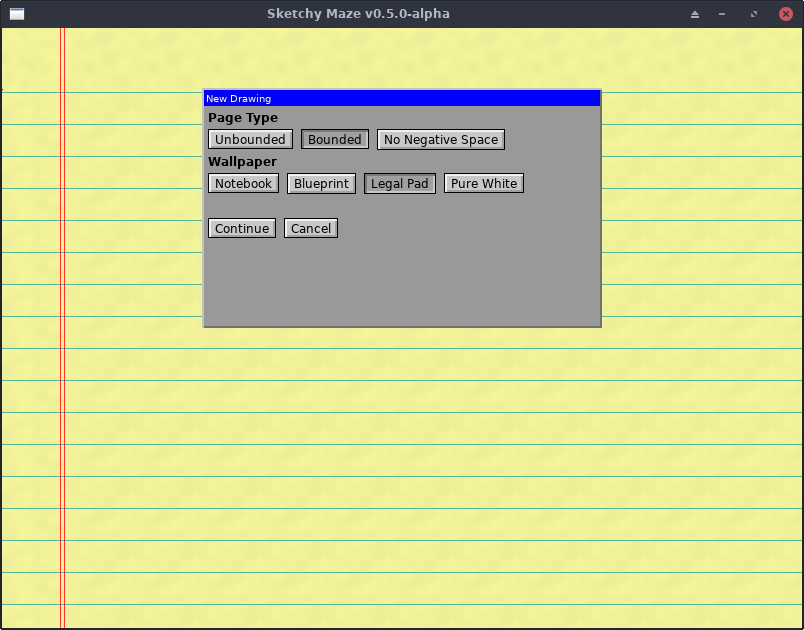 Sketchy Maze v0.5.0-alpha
New Drawing
Page Type
Unbounded Bounded No Negative Space
Wallpaper
Notebook Blueprint Legal Pad Pure White
Continue Cancel